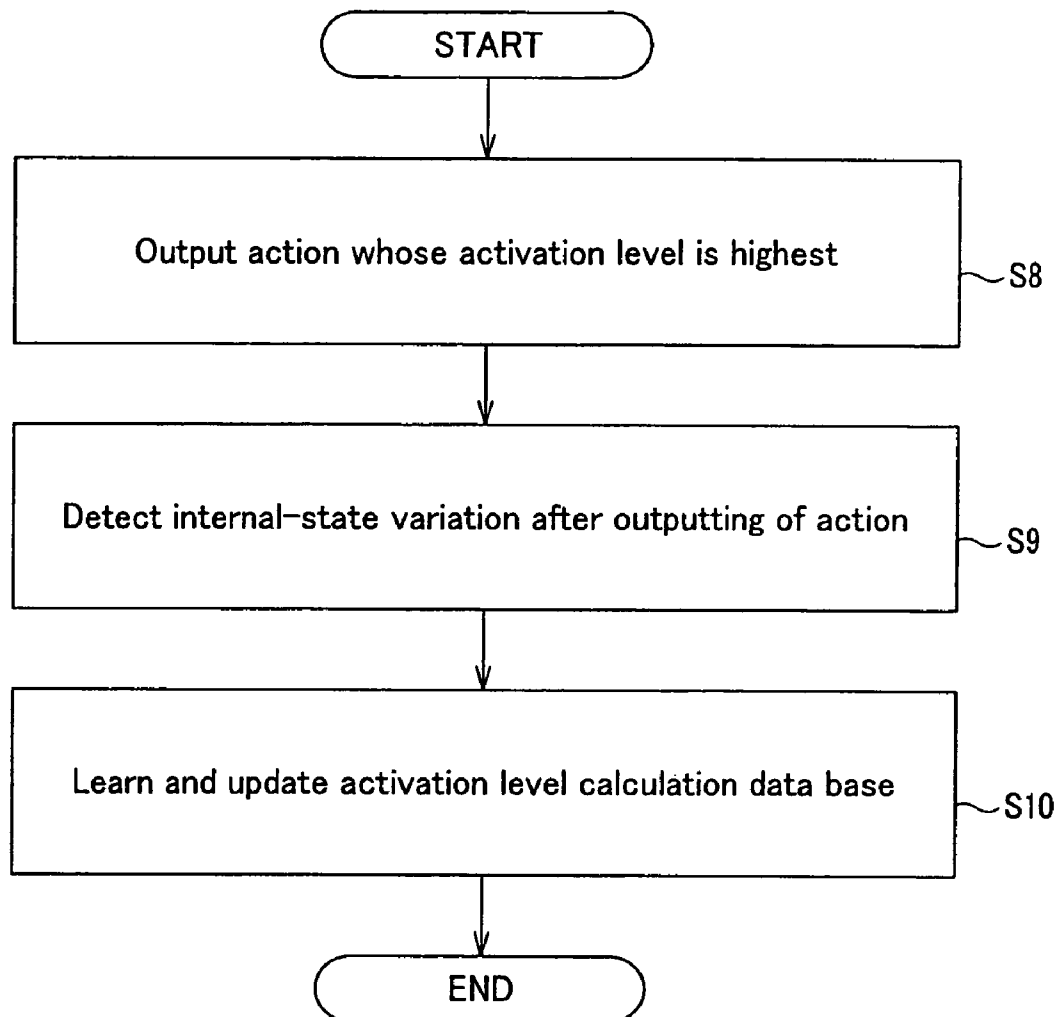 START
Output action whose activation level is highest
S8
Detect internal-state variation after outputting of action
S9
Learn and update activation level calculation data base
S10
END